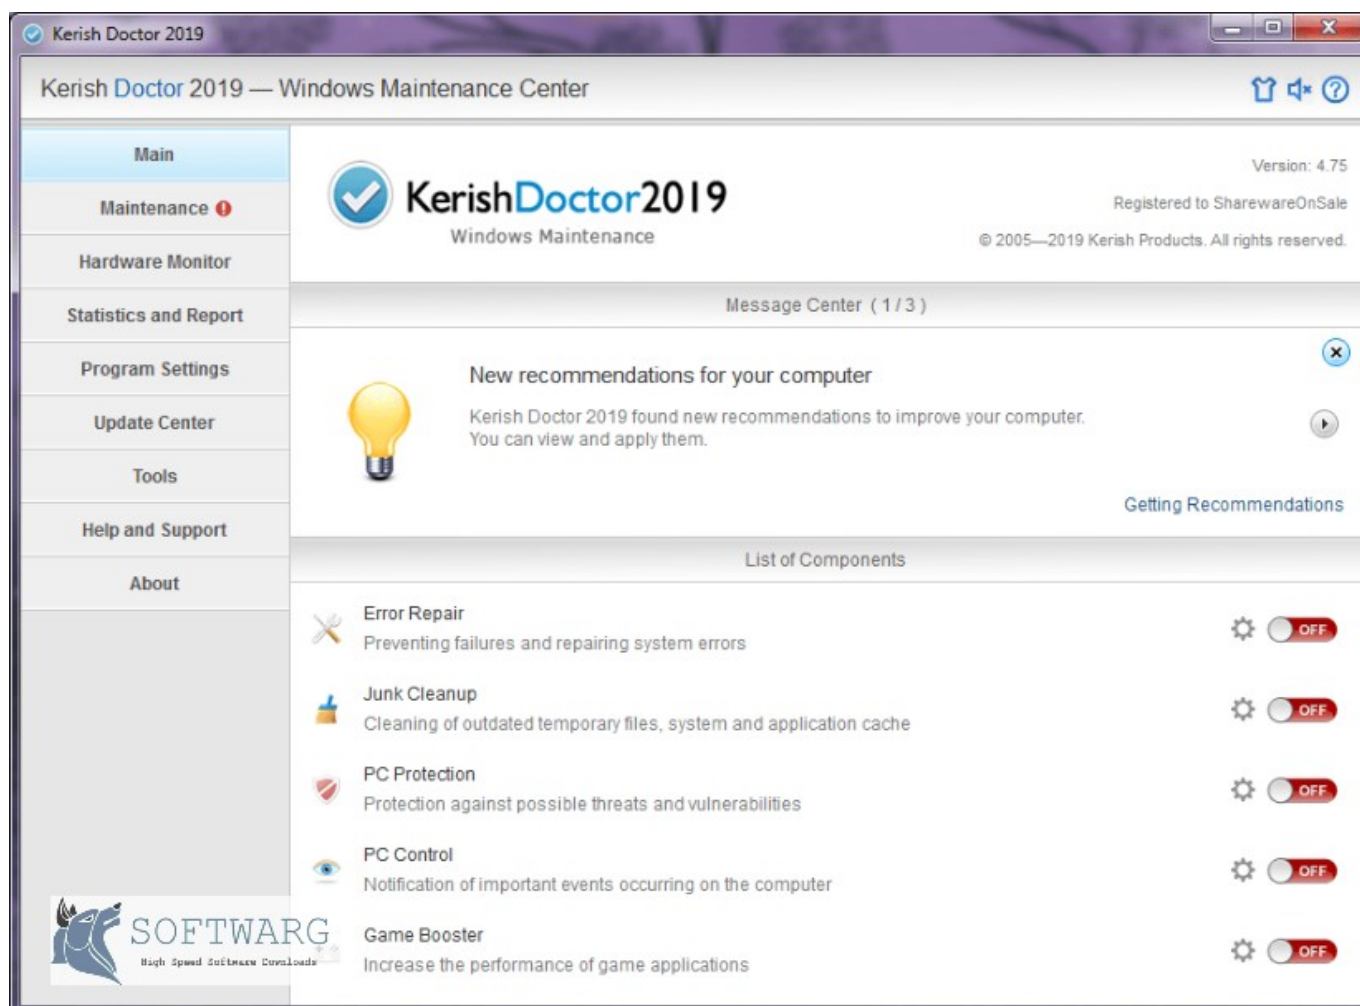 Kerish Doctor 2019
Kerish Doctor 2019 — Windows Maintenance Center
Main
Maintenance
Hardware Monitor
Statistics and Report
Program Settings
Update Center
Tools
Help and Support
About
KerishDoctor2019
Windows Maintenance
Version: 4.75
Registered to SharewareOnSale
© 2005—2019 Kerish Products. All rights reserved.
Message Center ( 1 / 3 )
New recommendations for your computer
Kerish Doctor 2019 found new recommendations to improve your computer.
You can view and apply them.
Getting Recommendations
List of Components
Error Repair
Preventing failures and repairing system errors
OFF
Junk Cleanup
Cleaning of outdated temporary files, system and application cache
OFF
PC Protection
Protection against possible threats and vulnerabilities
OFF
PC Control
Notification of important events occurring on the computer
OFF
Game Booster
Increase the performance of game applications
OFF
SOFTWARG
High Speed Software Downloads